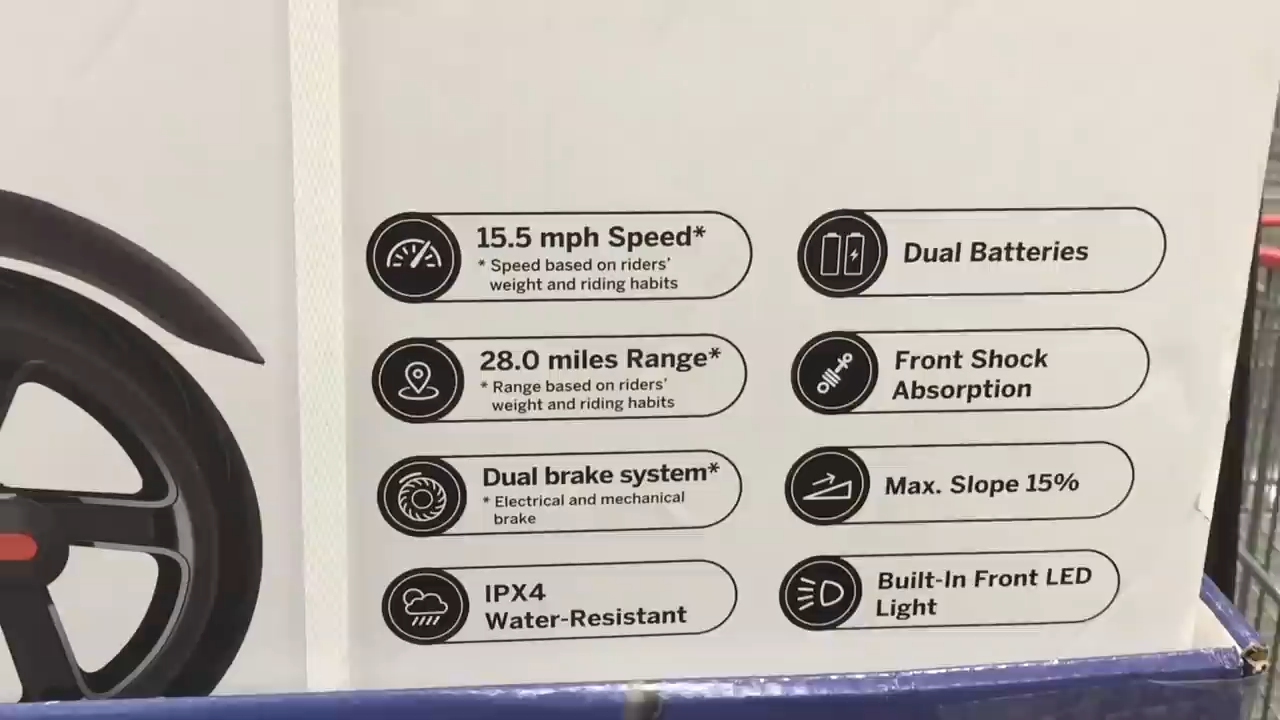 15.5 mph Speed*
* Speed based on riders'
weight and riding habits
28.0 miles Range*
* Range based on riders'
weight and riding habits
Dual brake system*
* Electrical and mechanical
brake
IPX4
Water-Resistant
Dual Batteries
Front Shock
Absorption
Max. Slope 15%
Built-In Front LED
Light